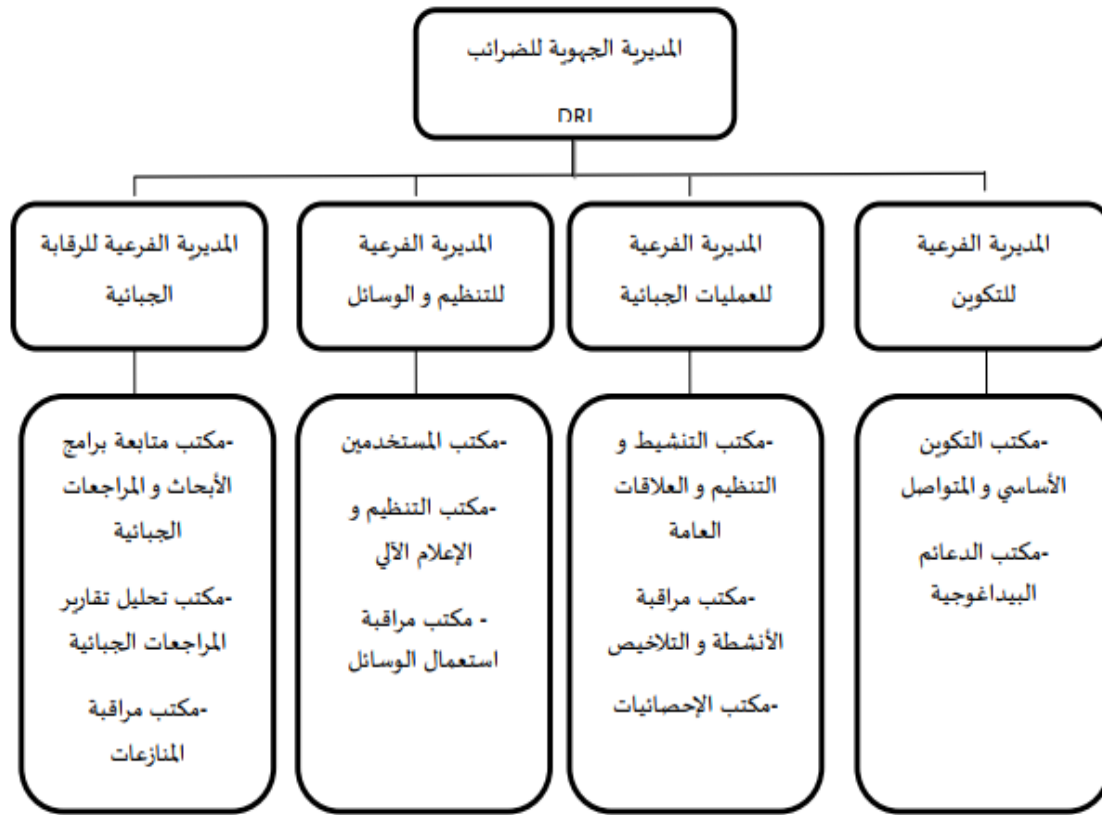 المديرية الجهوية للضرائب
DRI
المديرية الفرعية
للتكوين
المديرية الفرعية
للعمليات الجبائية
المديرية الفرعية
للتنظيم و الوسائل
المديرية الفرعية للرقابة
الجبائية
-مكتب التكوين
الأساسي و المتواصل
-مكتب الدعائم
البيداغوجية
-مكتب التنشيط و
التنظيم و العلاقات
العامة
-مكتب مراقبة
الأنشطة و التلاخيص
-مكتب الإحصائيات
-مكتب المستخدمين
-مكتب التنظيم و
الإعلام الآلي
- مكتب مراقبة
استعمال الوسائل
-مكتب متابعة برامج
الأبحاث و المراجعات
الجبائية
-مكتب تحليل تقارير
المراجعات الجبائية
-مكتب مراقبة
المنازعات